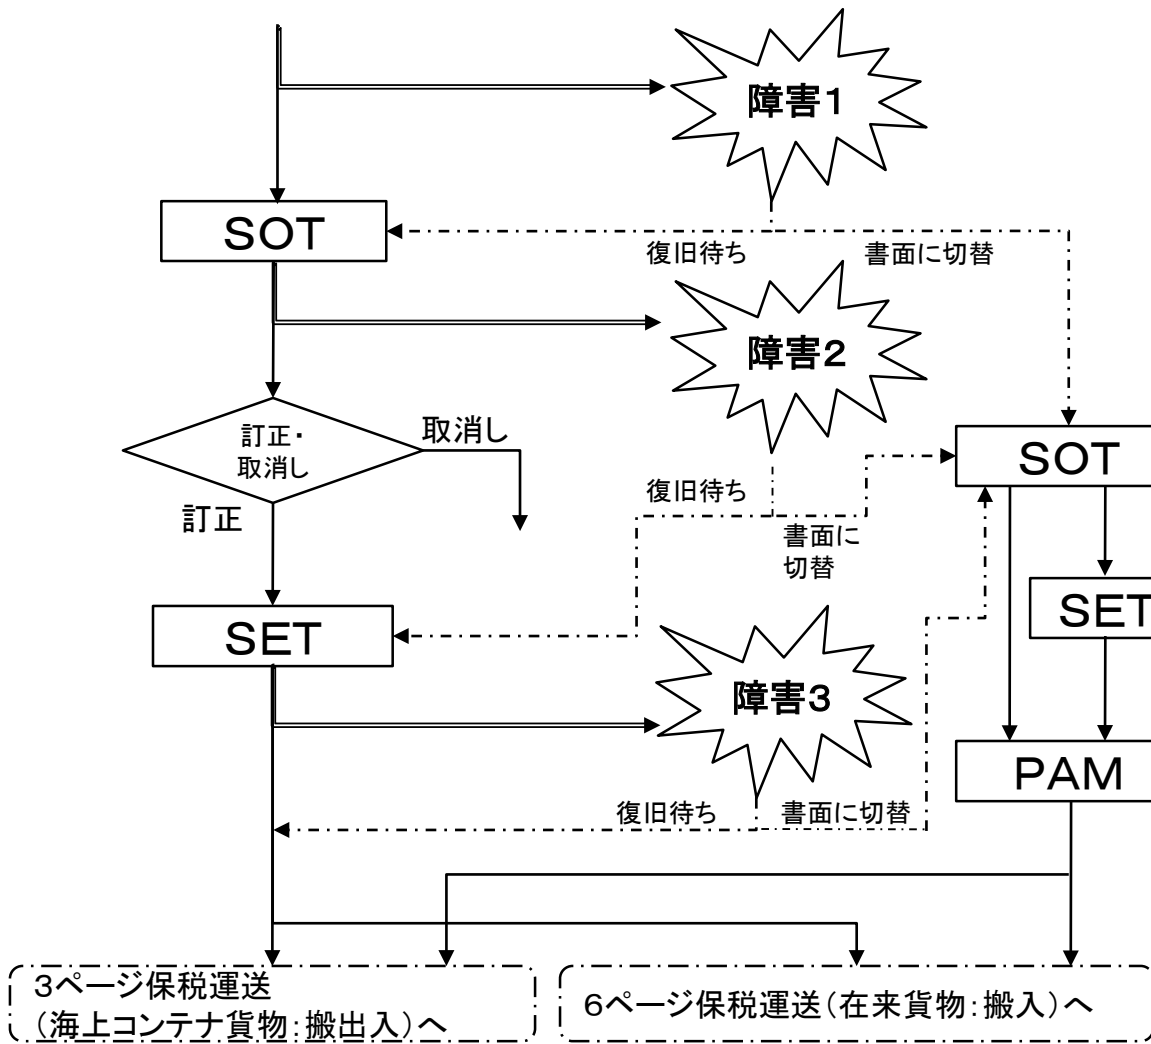 障害1
SOT
復旧待ち
書面に切替
障害2
訂正・
取消し
取消し
SOT
復旧待ち
訂正
書面に
切替
SET
SET
障害3
PAM
復旧待ち
書面に切替
3ページ保税運送
(海上コンテナ貨物:搬出入)へ
6ページ保税運送(在来貨物:搬入)へ